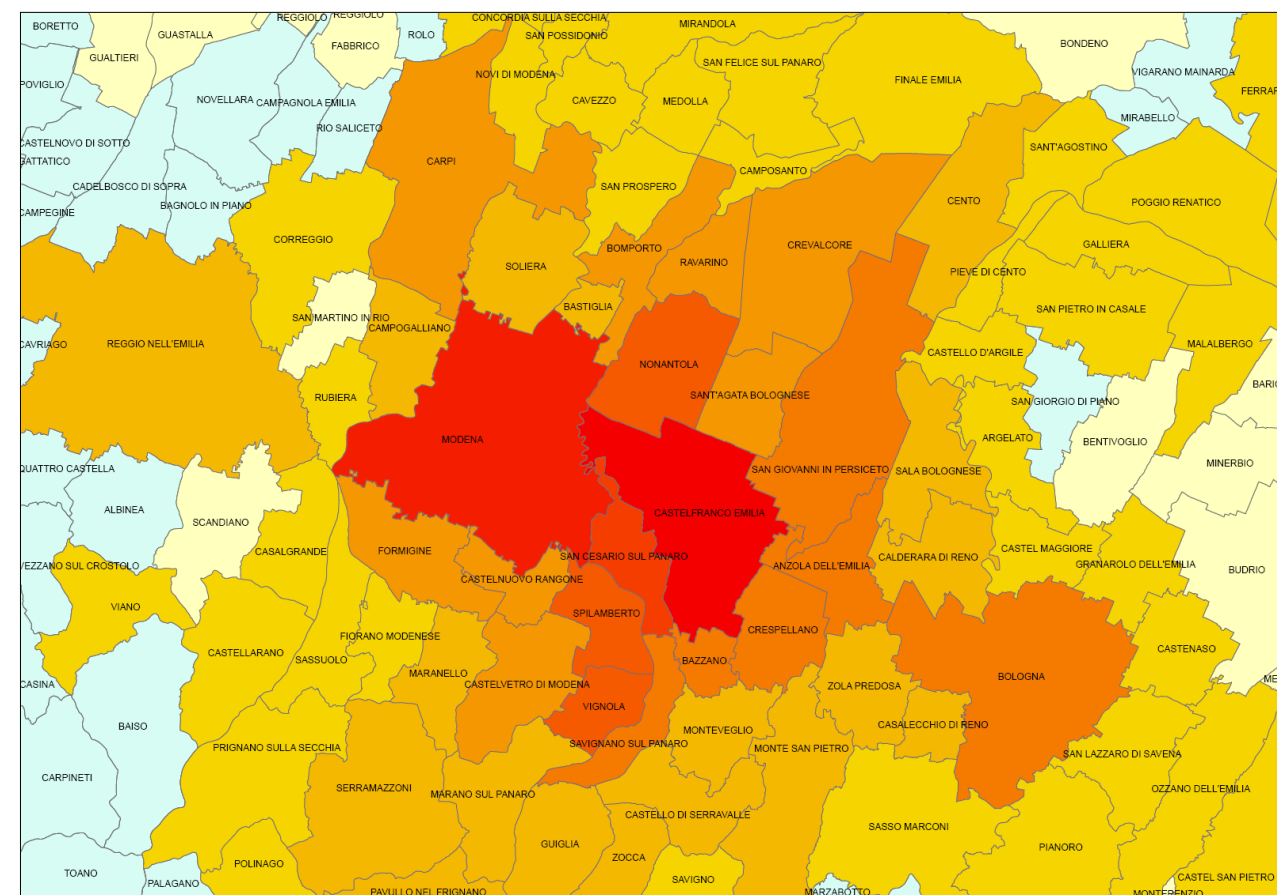 BORETTO
GUALTIERI
GUASTALLA
REGGIOLO
REGGIOLO
FABBRICO
ROLO
CONCORDIA SULLA SECCHIA
SAN POSSIDONIO
MIRANDOLA
BONDENO
VIGARANO MAINARDA
POVIGLIO
NOVELLARA
CAMPAGNOLA EMILIA
RIO SALICETO
NOVI DI MODENA
CAVEZZO
MEDOLLA
SAN FELICE SUL PANARO
FINALE EMILIA
MIRABELLO
FERRAR
CASTELNOVO DI SOTTO
GATTATICO
CADELBOSCO DI SOPRA
BAGNOLO IN PIANO
CAMPEGINE
CARPI
SAN PROSPERO
CAMPOSANTO
SANT'AGOSTINO
CENTO
POGGIO RENATICO
CORREGGIO
SOLIERA
BOMPORTO
RAVARINO
CREVALCORE
GALLIERA
PIEVE DI CENTO
BASTIGLIA
SAN PIETRO IN CASALE
SAN MARTINO IN RIO
CAMPOGALLIANO
CAVRIAGO
REGGIO NELL'EMILIA
MALALBERGO
CASTELLO D'ARGILE
NONANTOLA
BARIC
RUBIERA
SANT'AGATA BOLOGNESE
SAN GIORGIO DI PIANO
ARGELATO
BENTIVOGLIO
MODENA
MINERBIO
QUATTRO CASTELLA
SAN GIOVANNI IN PERSICETO
SALA BOLOGNESE
ALBINEA
SCANDIANO
CASTELFRANCO EMILIA
CASALGRANDE
FORMIGINE
SAN CESARIO SUL PANARO
CASTEL MAGGIORE
CALDERARA DI RENO
VEZZANO SUL CROSTOLO
ANZOLA DELL'EMILIA
GRANAROLO DELL'EMILIA
BUDRIO
CASTELNUOVO RANGONE
VIANO
SPILAMBERTO
CRESPELLANO
FIORANO MODENESE
CASTELLARANO
SASSUOLO
MARANELLO
BAZZANO
CASTENASO
CASINA
CASTELVETRO DI MODENA
ZOLA PREDOSA
BOLOGNA
ME
VIGNOLA
BAISO
CASALECCHIO DI RENO
MONTEVEGLIO
PRIGNANO SULLA SECCHIA
SAVIGNANO SUL PANARO
MONTE SAN PIETRO
SAN LAZZARO DI SAVENA
CARPINETI
SERRAMAZZONI
MARANO SUL PANARO
OZZANO DELL'EMILIA
CASTELLO DI SERRAVALLE
SASSO MARCONI
GUIGLIA
PIANORO
ZOCCA
POLINAGO
TOANO
PALAGANO
SAVIGNO
CASTEL SAN PIETRO
PAVULLO NEL FRIGNANO
MARZABOTTO
MONTERENZIO